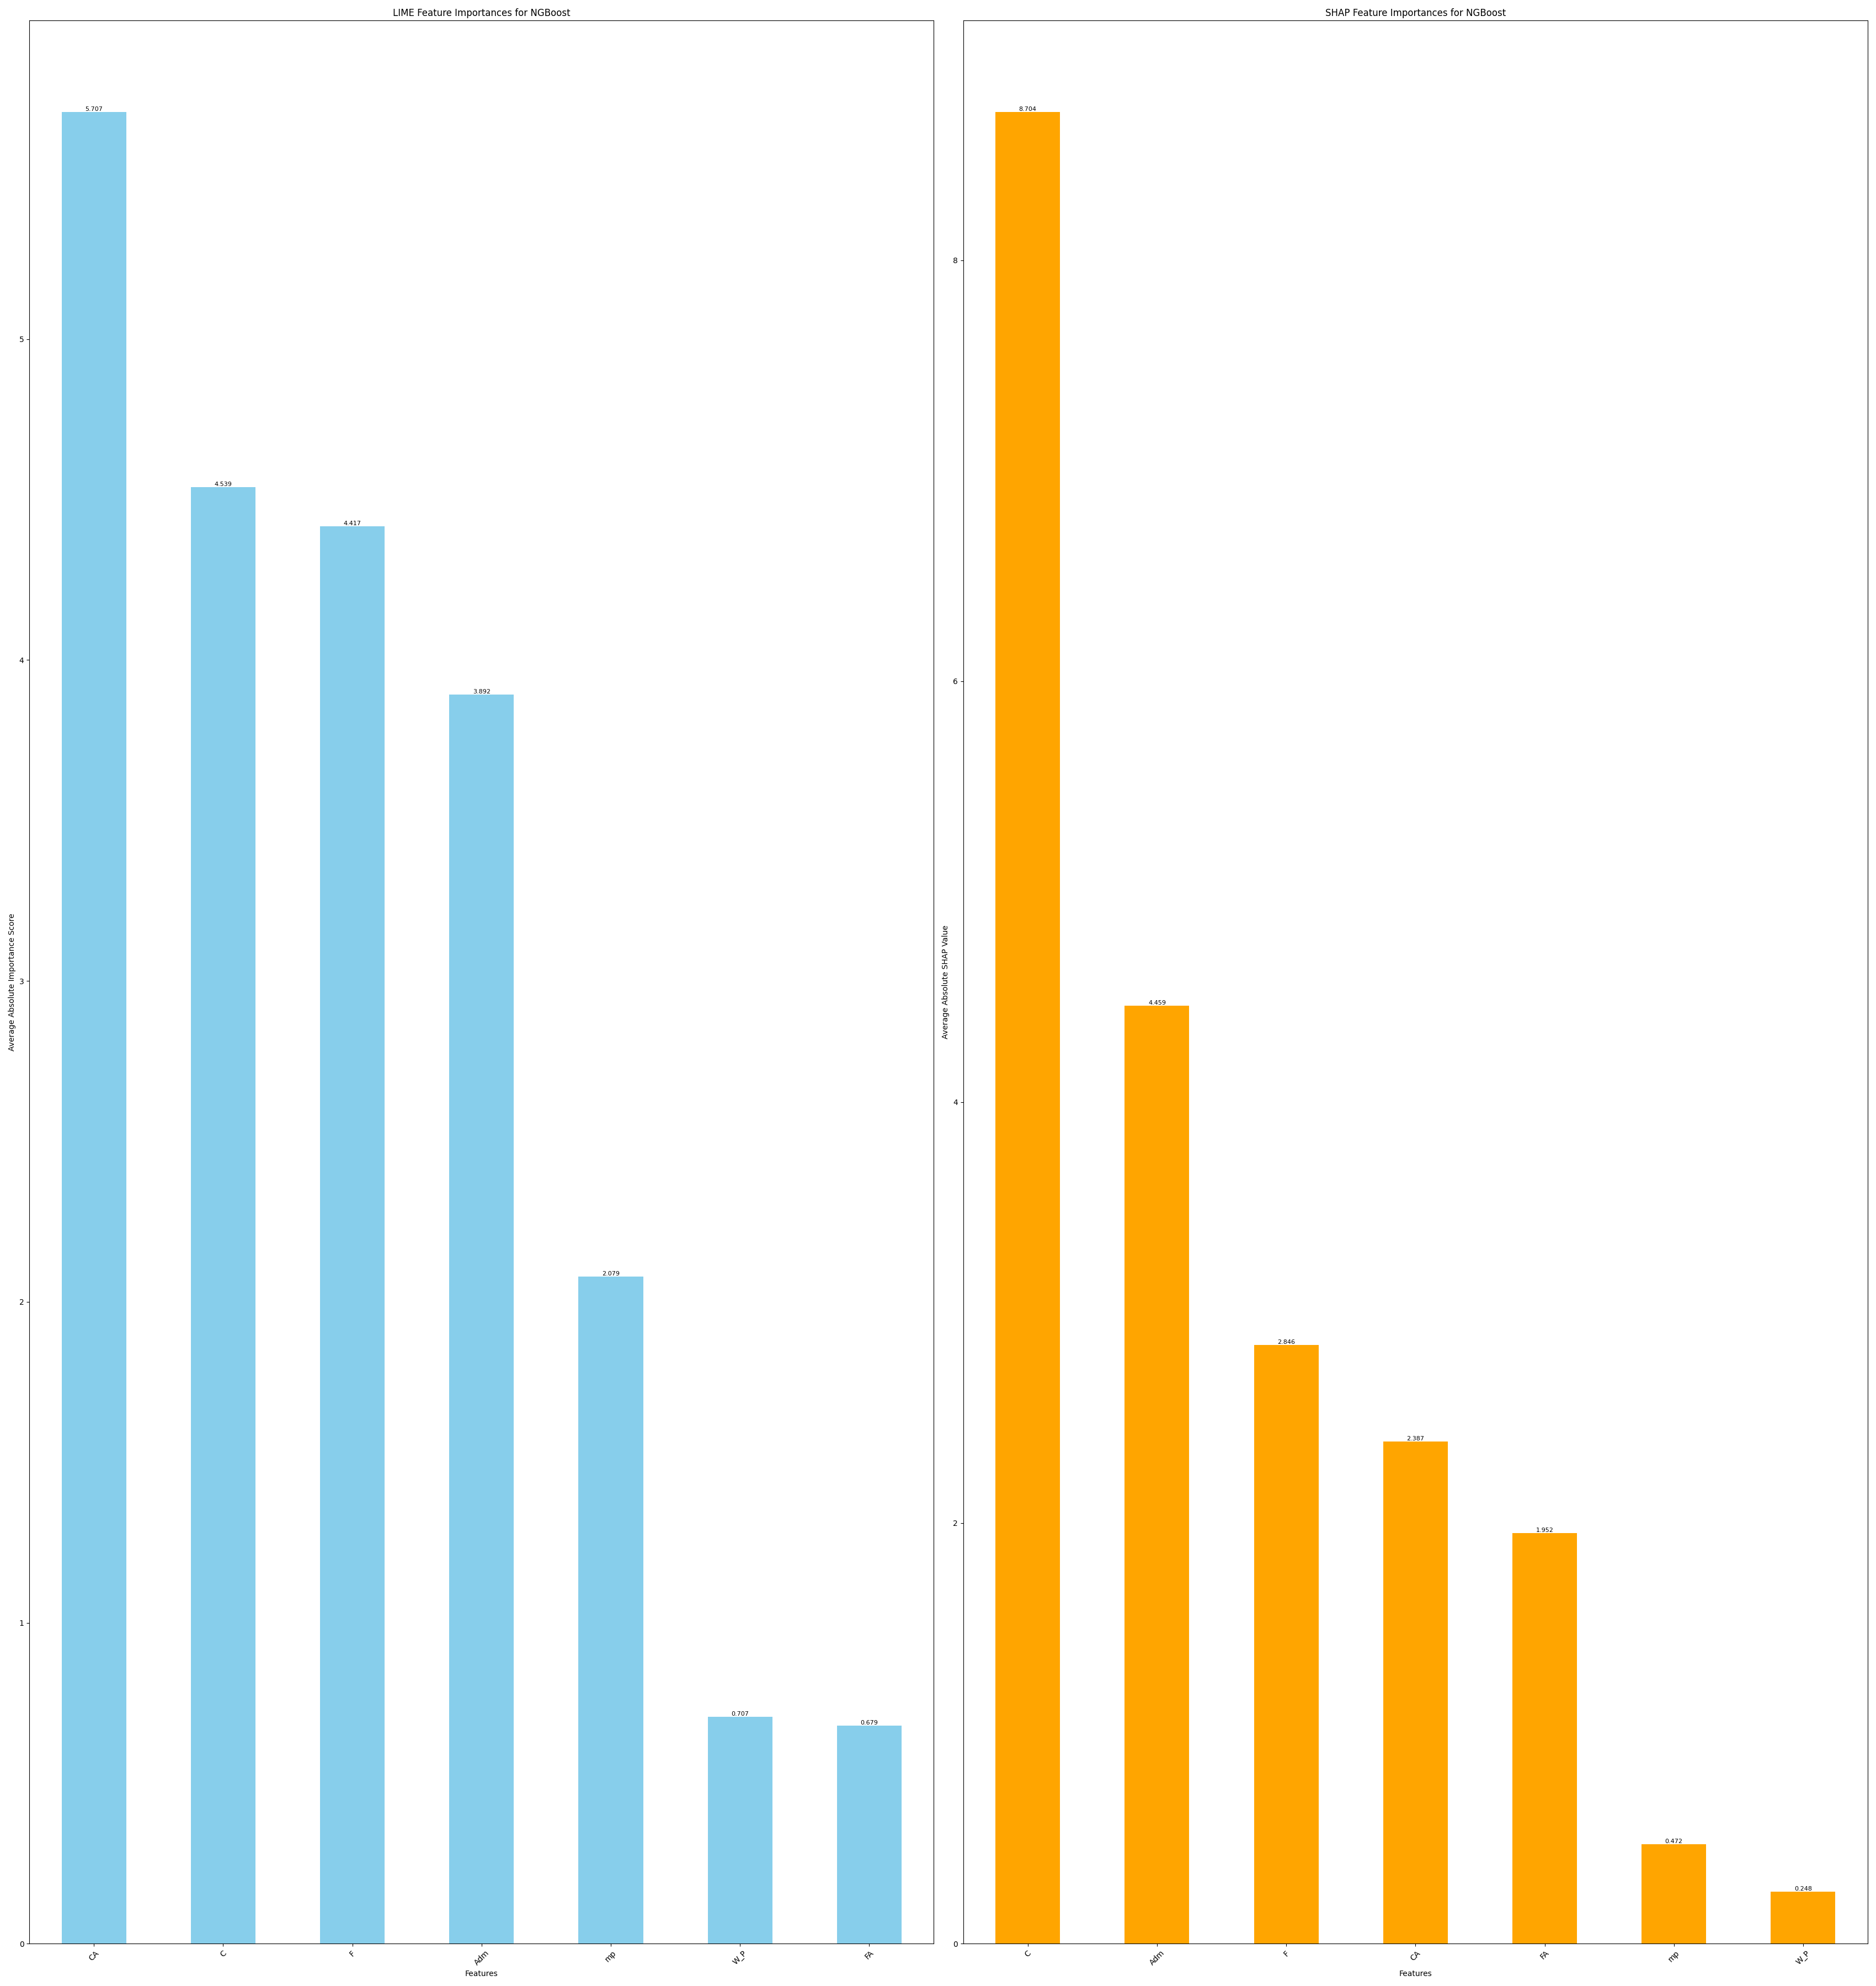 LIME Feature Importances for NGBoost
Average Absolute Importance Score
5
4
3
2
1
0
5.707
4.539
4.417
3.892
2.079
0.707
0.679
CA
C
F
Adm
mp
W_P
FA
Features
SHAP Feature Importances for NGBoost
Average Absolute SHAP Value
8
6
4
2
0
8.704
4.459
2.846
2.387
1.952
0.472
0.248
C
Adm
F
CA
FA
mp
W_P
Features